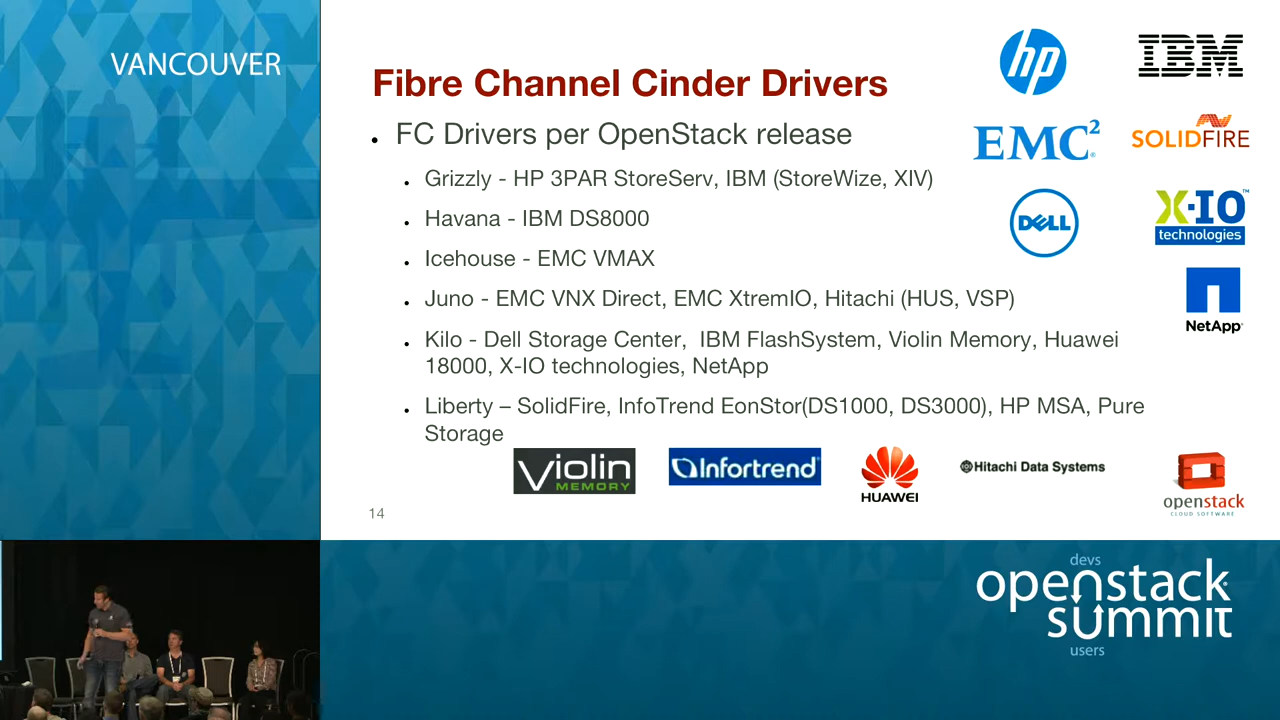 VANCOUVER
Fibre Channel Cinder Drivers
FC Drivers per OpenStack release
Grizzly - HP 3PAR StoreServ, IBM (StoreWize, XIV)
Havana - IBM DS8000
Icehouse - EMC VMAX
Juno - EMC VNX Direct, EMC XtremIO, Hitachi (HUS, VSP)
Kilo - Dell Storage Center, IBM FlashSystem, Violin Memory, Huawei
18000, X-IO technologies, NetApp
Liberty – SolidFire, InfoTrend EonStor(DS1000, DS3000), HP MSA, Pure
Storage
hp
IBM
EMC²
SOLIDFIRE
DELL
X-IO™
technologies
NetApp
Violin
MEMORY
Infortrend
HUAWEI
Hitachi Data Systems
openstack
CLOUD SOFTWARE
14
devs
openstack
summit
users